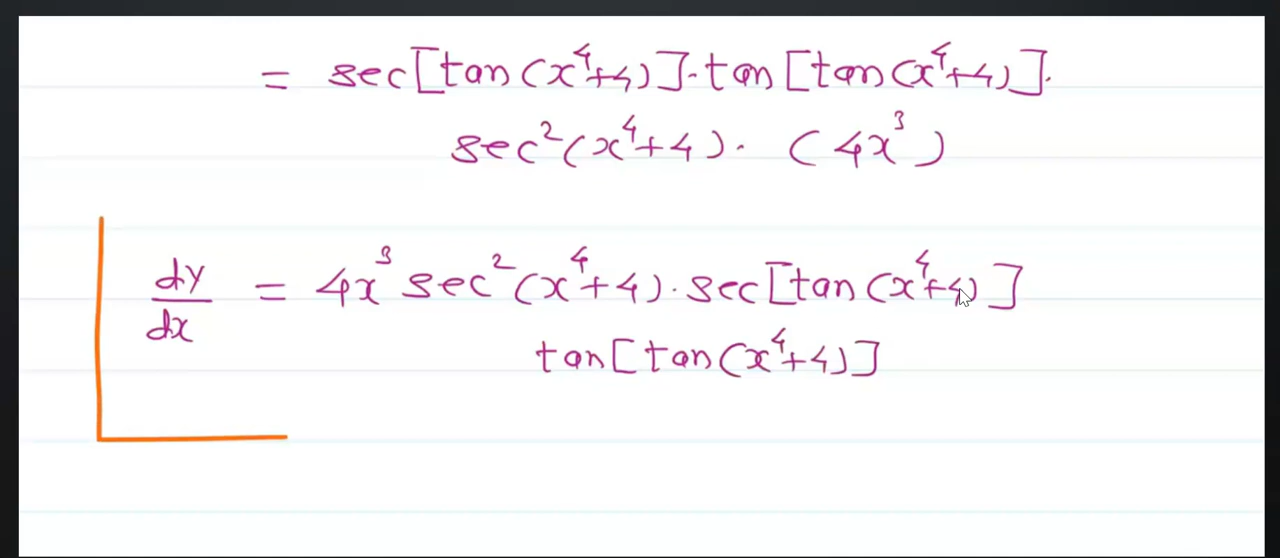 = sec[tan(x⁴+4)]·tan[tan(x⁴+4)]·
sec²(x⁴+4)· (4x³)
dy/dx = 4x³ sec²(x⁴+4)·sec[tan(x⁴+4)]
tan[tan(x⁴+4)]